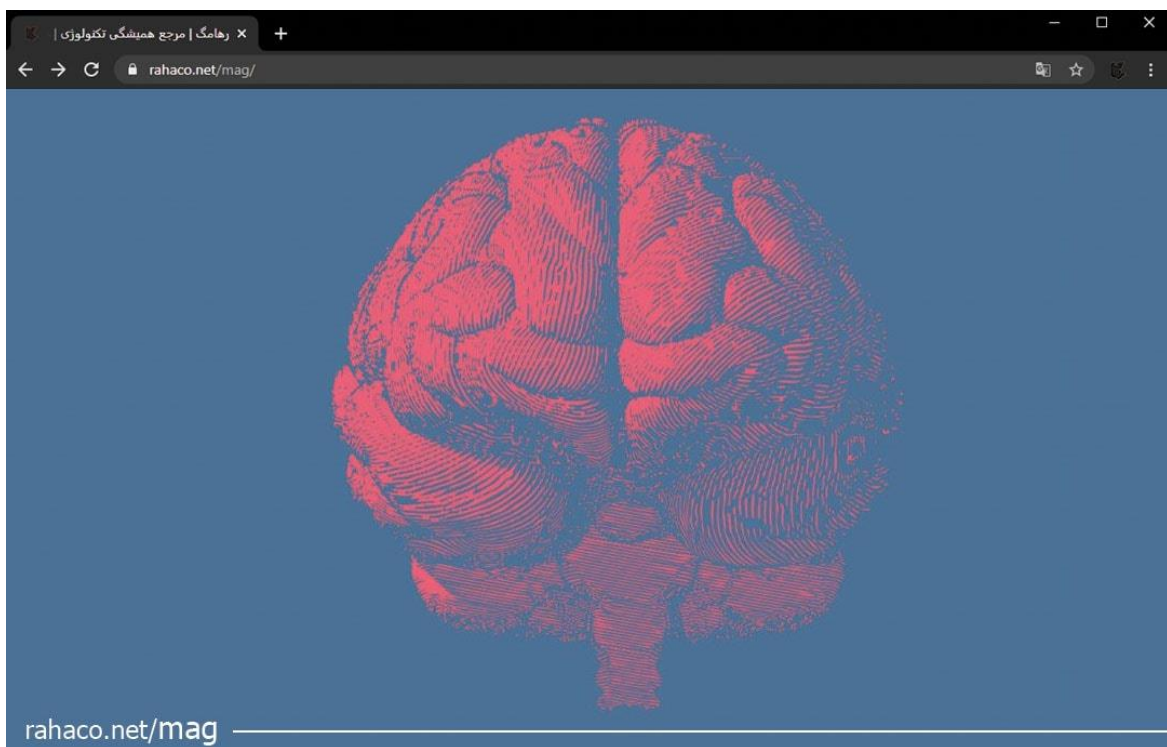 رهامگ | مرجع همیشگی تکنولوژی |
rahaco.net/mag/
rahaco.net/mag